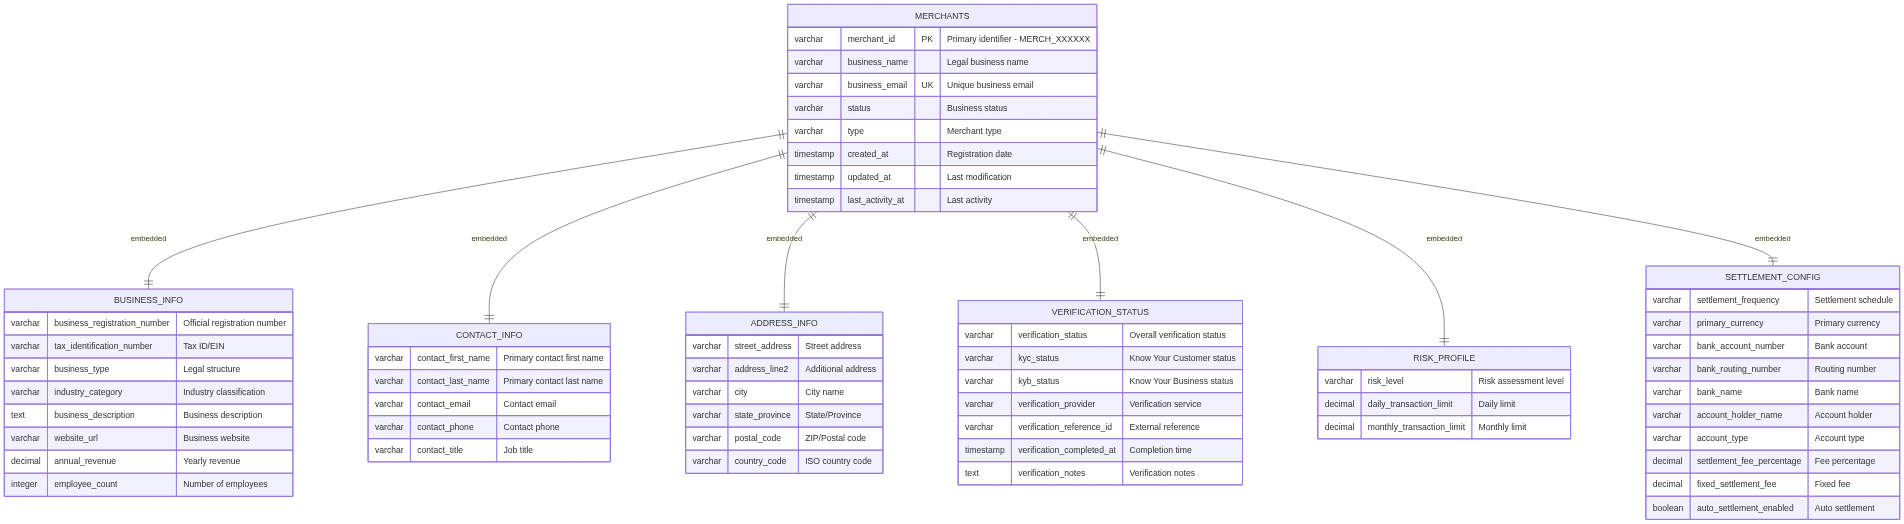 MERCHANTS
varchar merchant_id PK Primary identifier - MERCH_XXXXXX
varchar business_name Legal business name
varchar business_email UK Unique business email
varchar status Business status
varchar type Merchant type
timestamp created_at Registration date
timestamp updated_at Last modification
timestamp last_activity_at Last activity
embedded
embedded
embedded
embedded
embedded
embedded
BUSINESS_INFO
varchar business_registration_number Official registration number
varchar tax_identification_number Tax ID/EIN
varchar business_type Legal structure
varchar industry_category Industry classification
text business_description Business description
varchar website_url Business website
decimal annual_revenue Yearly revenue
integer employee_count Number of employees
CONTACT_INFO
varchar contact_first_name Primary contact first name
varchar contact_last_name Primary contact last name
varchar contact_email Contact email
varchar contact_phone Contact phone
varchar contact_title Job title
ADDRESS_INFO
varchar street_address Street address
varchar address_line2 Additional address
varchar city City name
varchar state_province State/Province
varchar postal_code ZIP/Postal code
varchar country_code ISO country code
VERIFICATION_STATUS
varchar verification_status Overall verification status
varchar kyc_status Know Your Customer status
varchar kyb_status Know Your Business status
varchar verification_provider Verification service
varchar verification_reference_id External reference
timestamp verification_completed_at Completion time
text verification_notes Verification notes
RISK_PROFILE
varchar risk_level Risk assessment level
decimal daily_transaction_limit Daily limit
decimal monthly_transaction_limit Monthly limit
SETTLEMENT_CONFIG
varchar settlement_frequency Settlement schedule
varchar primary_currency Primary currency
varchar bank_account_number Bank account
varchar bank_routing_number Routing number
varchar bank_name Bank name
varchar account_holder_name Account holder
varchar account_type Account type
decimal settlement_fee_percentage Fee percentage
decimal fixed_settlement_fee Fixed fee
boolean auto_settlement_enabled Auto settlement